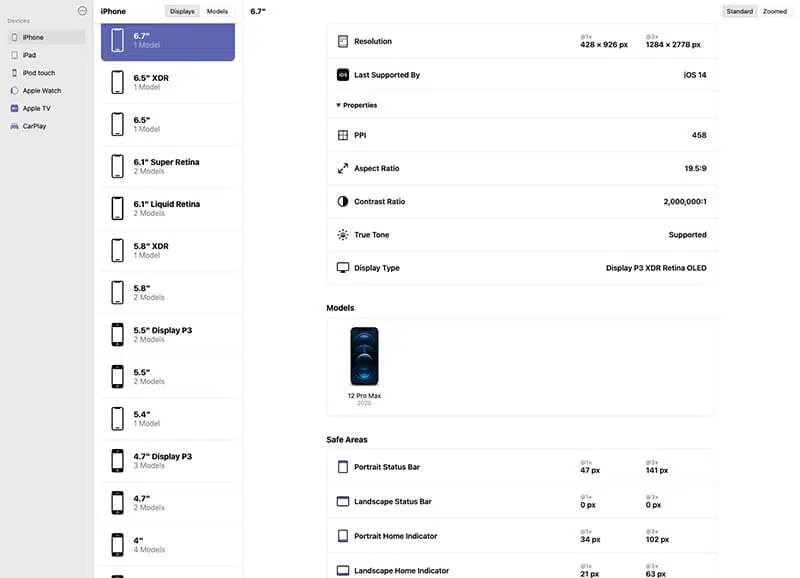 Devices
iPhone
iPad
iPod touch
Apple Watch
Apple TV
CarPlay
iPhone
Displays
Models
6.7"
1 Model
6.5" XDR
1 Model
6.5"
1 Model
6.1" Super Retina
2 Models
6.1" Liquid Retina
2 Models
5.8" XDR
1 Model
5.8"
2 Models
5.5" Display P3
2 Models
5.5"
2 Models
5.4"
1 Model
4.7" Display P3
3 Models
4.7"
2 Models
4"
4 Models
6.7"
Standard
Zoomed
@1x @3x
Resolution 428 × 926 px 1284 × 2778 px
iOS Last Supported By iOS 14
▼ Properties
PPI 458
Aspect Ratio 19.5:9
Contrast Ratio 2,000,000:1
True Tone Supported
Display Type Display P3 XDR Retina OLED
Models
12 Pro Max
2020
Safe Areas
@1x @3x
Portrait Status Bar 47 px 141 px
@1x @3x
Landscape Status Bar 0 px 0 px
@1x @3x
Portrait Home Indicator 34 px 102 px
@1x @3x
Landscape Home Indicator 21 px 63 px